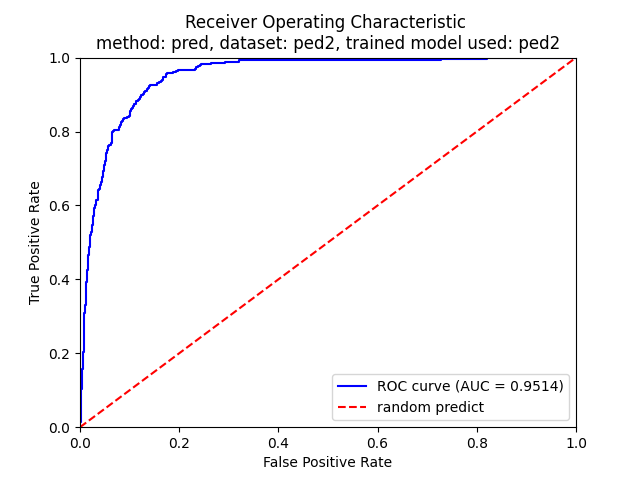 Receiver Operating Characteristic
method: pred, dataset: ped2, trained model used: ped2
1.0
0.8
0.6
0.4
0.2
0.0
True Positive Rate
ROC curve (AUC = 0.9514)
random predict
0.0 0.2 0.4 0.6 0.8 1.0
False Positive Rate